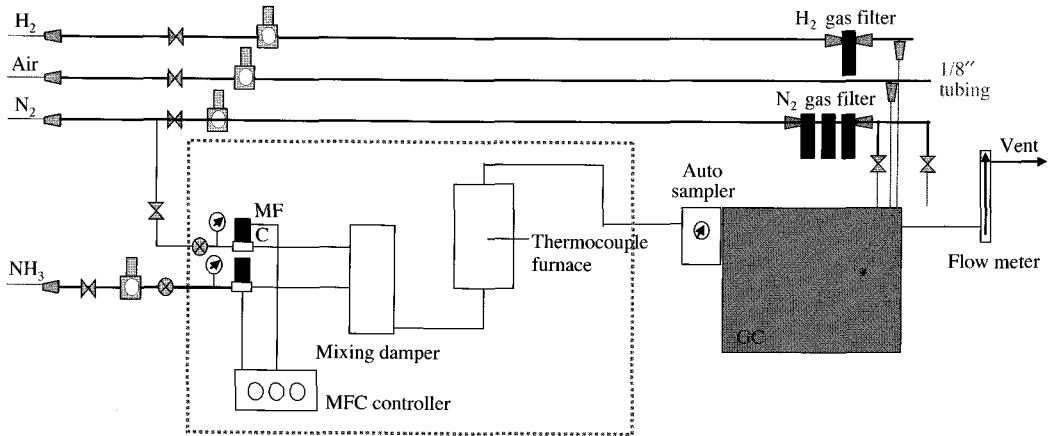 H₂
H₂ gas filter
Air
1/8″
tubing
N₂
N₂ gas filter
Vent
Auto
sampler
MF
C
Thermocouple
furnace
Flow meter
NH₃
GC
Mixing damper
MFC controller